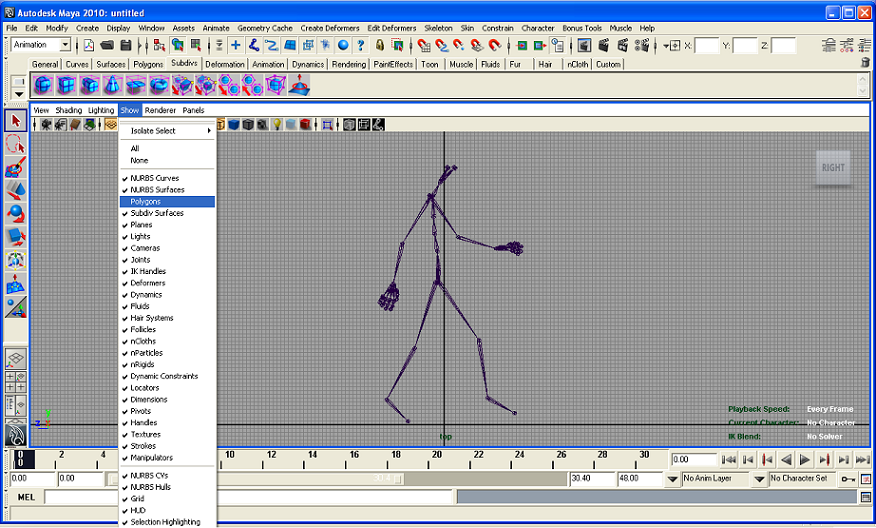 Autodesk Maya 2010: untitled
File Edit Modify Create Display Window Assets Animate Geometry Cache Create Deformers Edit Deformers Skeleton Skin Constrain Character Bonus Tools Muscle Help
Animation X: Y: Z:
General Curves Surfaces Polygons Subdivs Deformation Animation Dynamics Rendering PaintEffects Toon Muscle Fluids Fur Hair nCloth Custom
View Shading Lighting Show Renderer Panels
Isolate Select
All
None
NURBS Curves
NURBS Surfaces
Polygons
Subdiv Surfaces
Planes
Lights
Cameras
Joints
IK Handles
Deformers
Dynamics
Fluids
Hair Systems
Follicles
nCloths
nParticles
nRigids
Dynamic Constraints
Locators
Dimensions
Pivots
Handles
Textures
Strokes
Manipulators
NURBS CVs
NURBS Hulls
Grid
HUD
Selection Highlighting
RIGHT
Y
Z
Playback Speed: Every Frame
Current Character: No Character
IK Blend: No Solver
top
0 2 4 10 12 14 16 18 20 22 24 26 28 30 0.00
0
0.00 0.00 30.40 48.00 No Anim Layer No Character Set
MEL